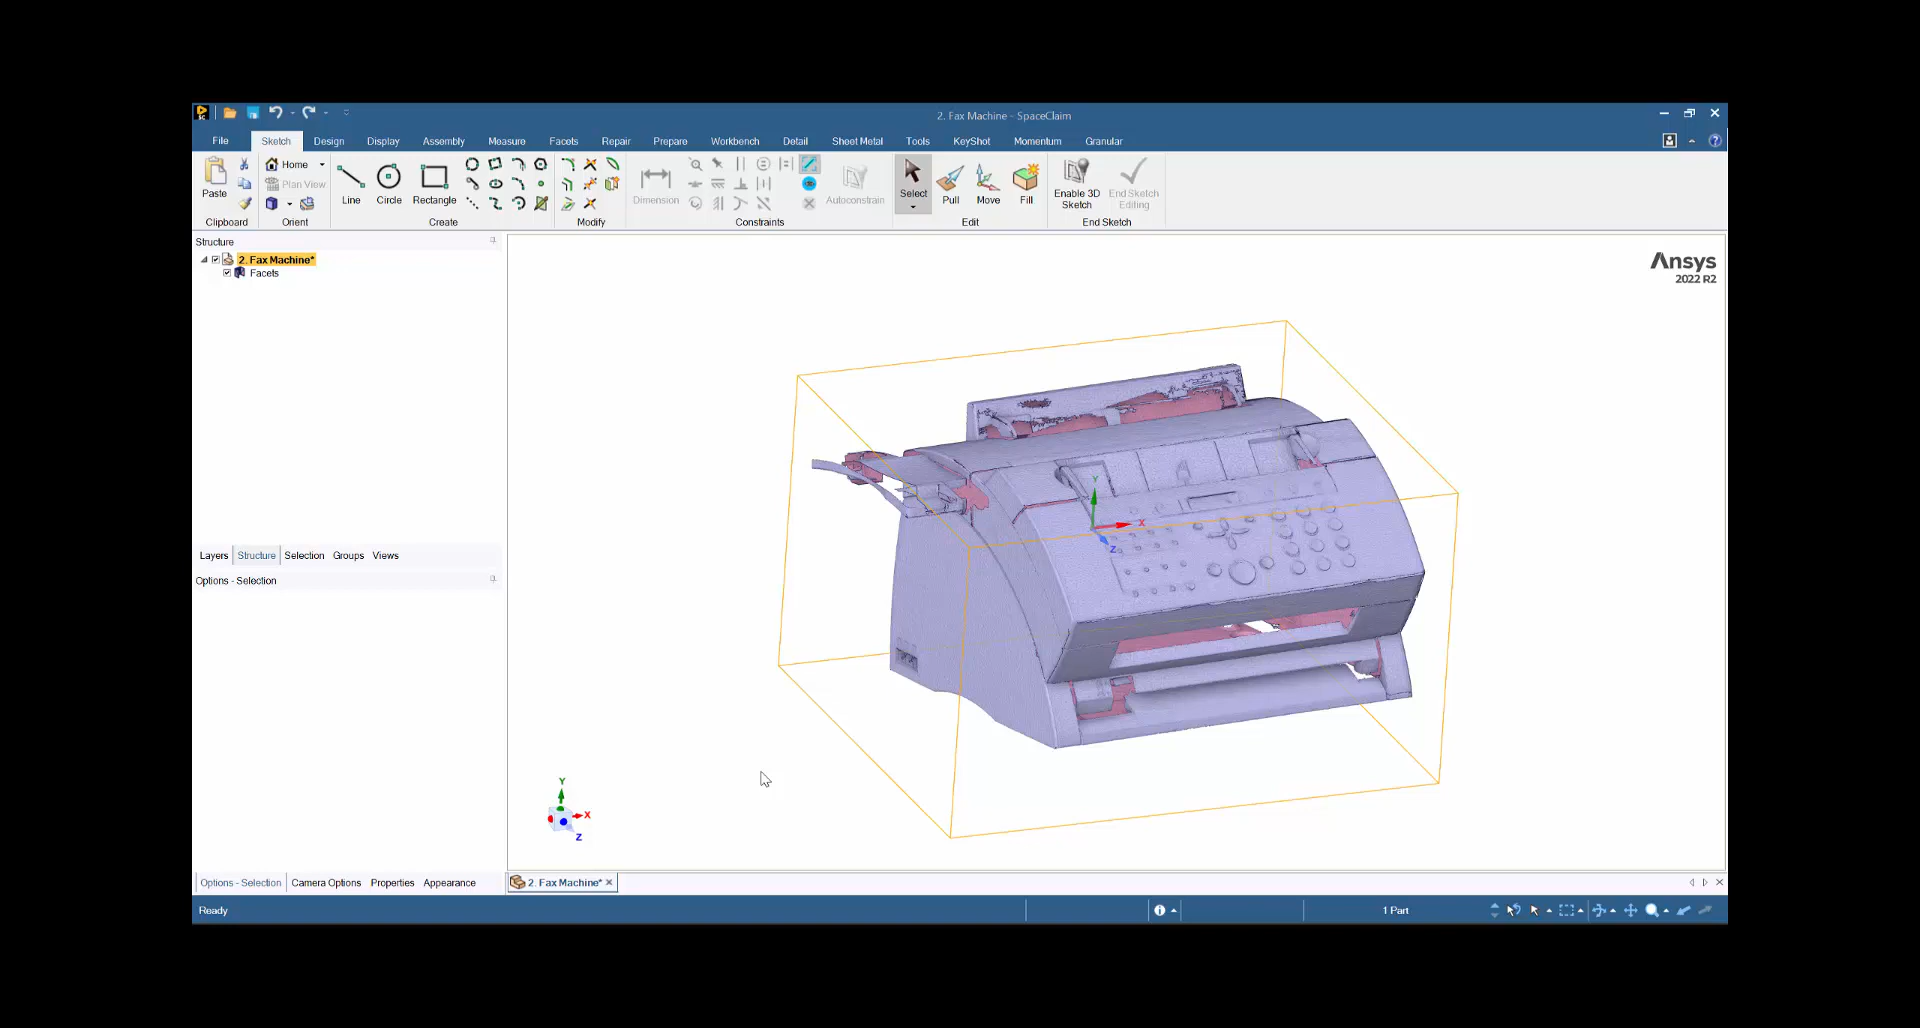 2. Fax Machine - SpaceClaim
File Sketch Design Display Assembly Measure Facets Repair Prepare Workbench Detail Sheet Metal Tools KeyShot Momentum Granular
Home
Plan View
Paste Line Circle Rectangle Dimension Autoconstrain Select Pull Move Fill Enable 3D Sketch End Sketch Editing
Clipboard Orient Create Modify Constraints Edit End Sketch
Structure
2. Fax Machine*
Facets
Ansys
2022 R2
Y
X
Z
Layers Structure Selection Groups Views
Options - Selection
Y
X
Z
Options - Selection Camera Options Properties Appearance 2. Fax Machine*
Ready 1 Part